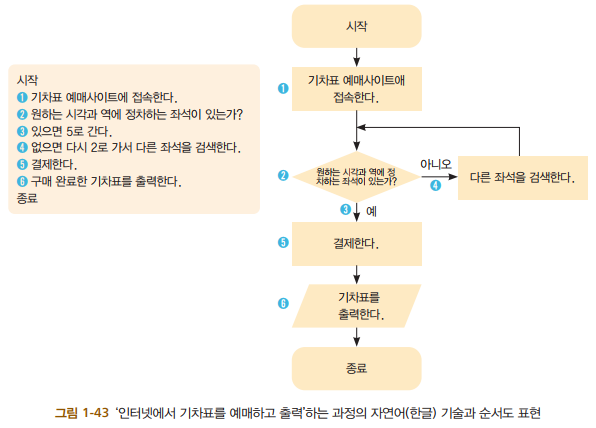 시작
❶ 기차표 예매사이트에 접속한다.
❷ 원하는 시각과 역에 정차하는 좌석이 있는가?
❸ 있으면 5로 간다.
❹ 없으면 다시 2로 가서 다른 좌석을 검색한다.
❺ 결제한다.
❻ 구매 완료한 기차표를 출력한다.
종료
시작
❶
기차표 예매사이트애
접속한다.
❷
원하는 시각과 역에 정
차하는 좌석이 있는가?
아니오
❹
다른 좌석을 검색한다.
❸ 예
❺
결제한다.
❻
기차표를
출력한다.
종료
그림 1-43 '인터넷에서 기차표를 예매하고 출력'하는 과정의 자연어(한글) 기술과 순서도 표현